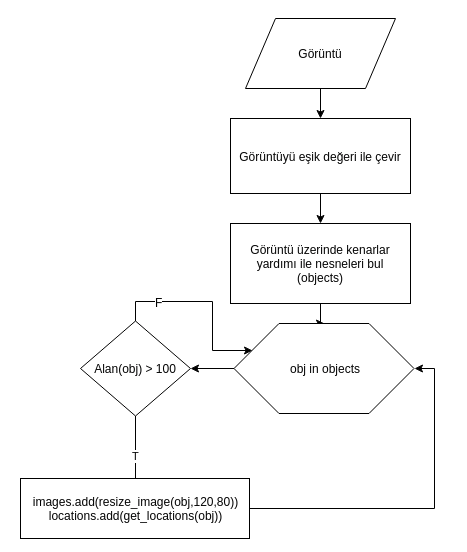 Görüntü
Görüntüyü eşik değeri ile çevir
Görüntü üzerinde kenarlar
yardımı ile nesneleri bul
(objects)
F
Alan(obj) > 100
obj in objects
T
images.add(resize_image(obj,120,80))
locations.add(get_locations(obj))